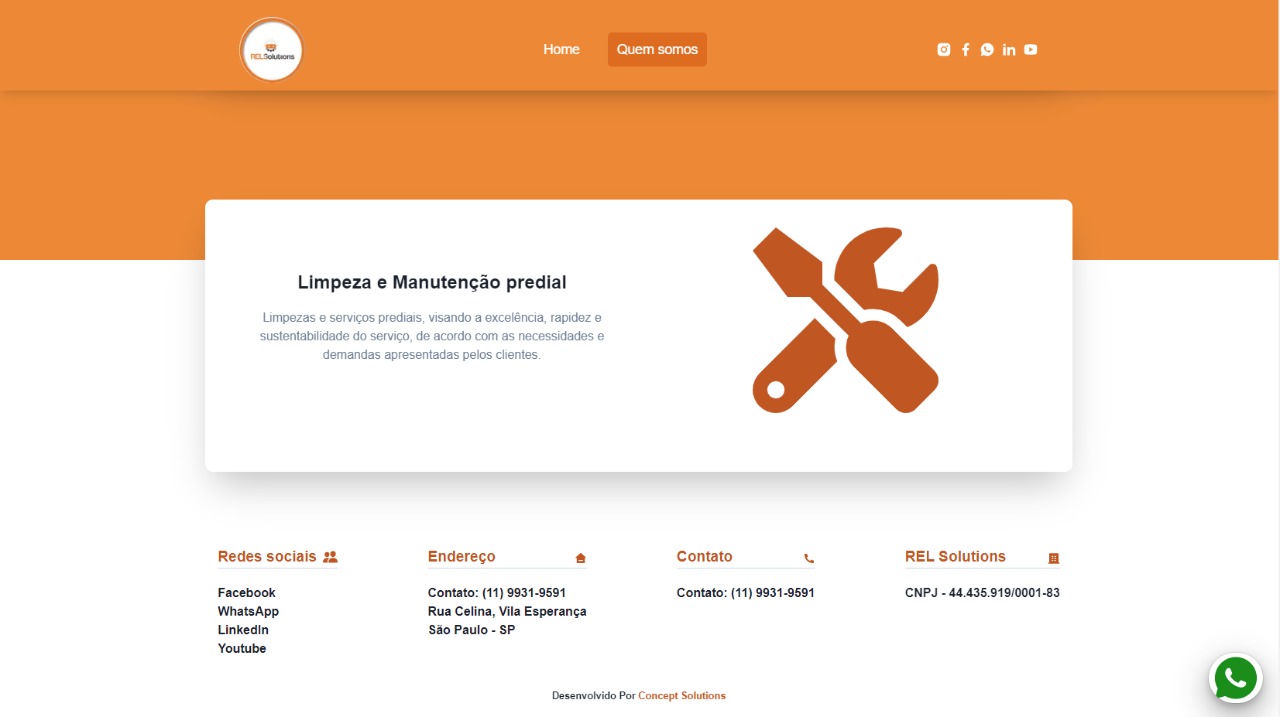 RELSolutions
Home
Quem somos
Limpeza e Manutenção predial
Limpezas e serviços prediais, visando a excelência, rapidez e
sustentabilidade do serviço, de acordo com as necessidades e
demandas apresentadas pelos clientes.
Redes sociais
Facebook
WhatsApp
LinkedIn
Youtube
Endereço
Contato: (11) 9931-9591
Rua Celina, Vila Esperança
São Paulo - SP
Contato
Contato: (11) 9931-9591
REL Solutions
CNPJ - 44.435.919/0001-83
Desenvolvido Por Concept Solutions